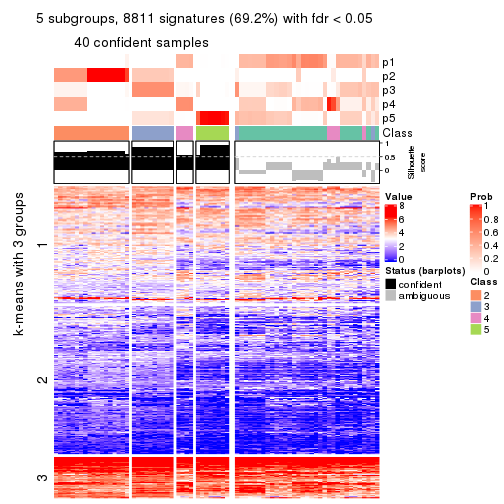 5 subgroups, 8811 signatures (69.2%) with fdr < 0.05
40 confident samples
p1
p2
p3
p4
p5
Class
1
0.5
0
Silhouette
score
k-means with 3 groups
1
2
3
Value
8
6
4
2
0
Status (barplots)
confident
ambiguous
Prob
1
0.8
0.6
0.4
0.2
0
Class
2
3
4
5